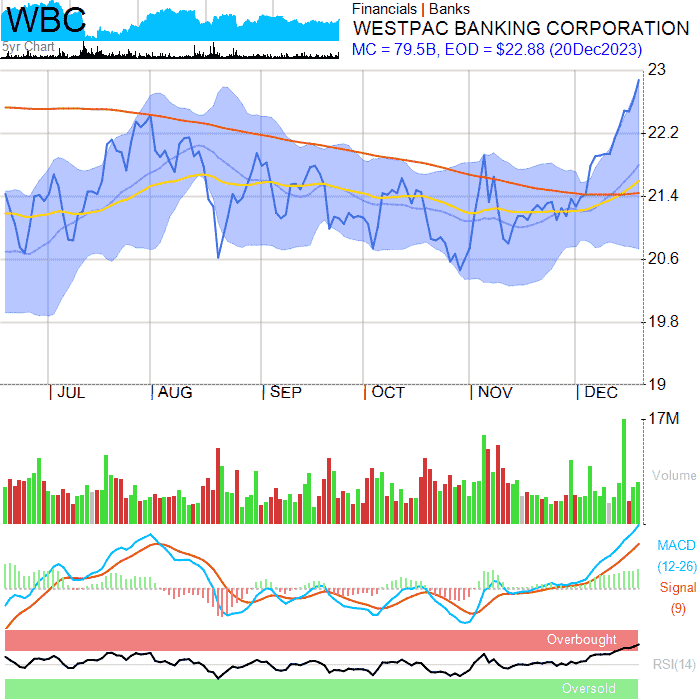 WBC
5yr Chart
Financials | Banks
WESTPAC BANKING CORPORATION
MC = 79.5B, EOD = $22.88 (20Dec2023)
23
22.2
21.4
20.6
19.8
19
| JUL | AUG | SEP | OCT | NOV | DEC
17M
Volume
MACD
(12-26)
Signal
(9)
Overbought
RSI(14)
Oversold